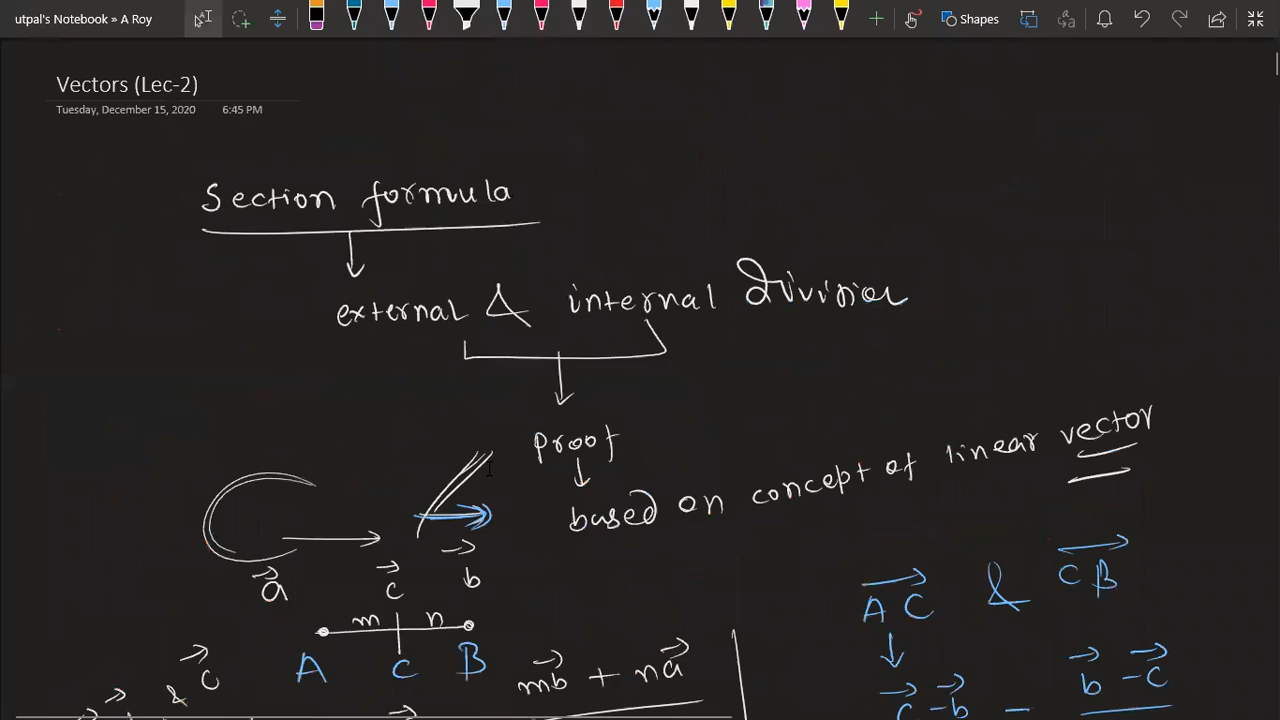 utpal's Notebook » A Roy
Shapes
Vectors (Lec-2)
Tuesday, December 15, 2020 6:45 PM
Section formula
external & internal Division
Proof
based on concept of linear vector
a⃗ c⃗ b⃗
m n
A C B
AC⃗ & CB⃗
& c⃗
mb⃗ + na⃗
c⃗ - b⃗ = b⃗ - c⃗